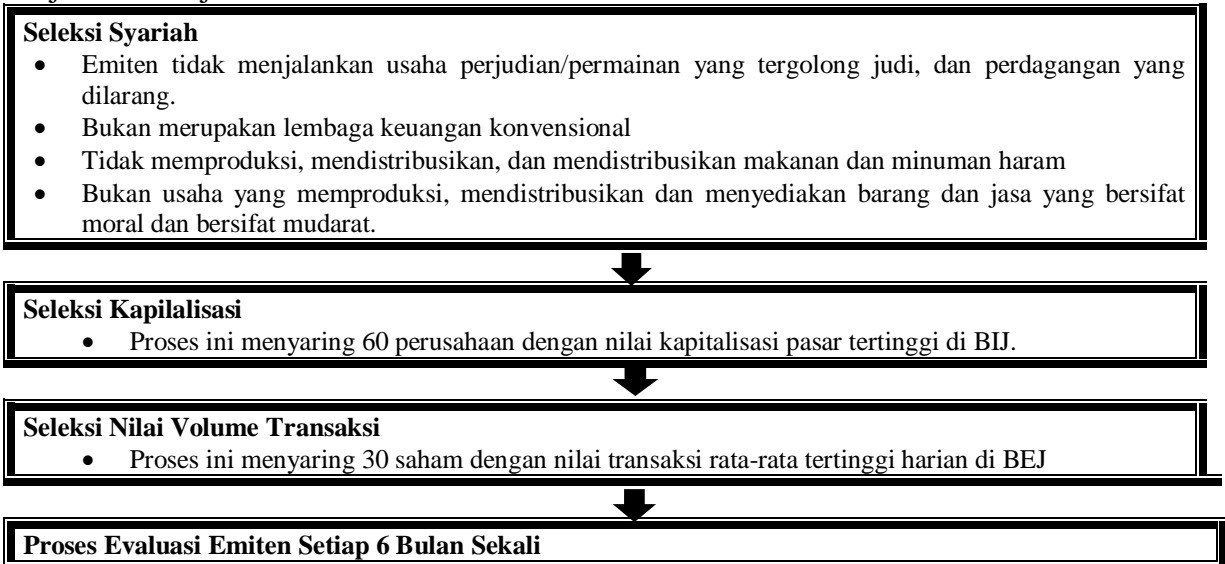 Seleksi Syariah
• Emiten tidak menjalankan usaha perjudian/permainan yang tergolong judi, dan perdagangan yang
dilarang.
• Bukan merupakan lembaga keuangan konvensional
• Tidak memproduksi, mendistribusikan, dan mendistribusikan makanan dan minuman haram
• Bukan usaha yang memproduksi, mendistribusikan dan menyediakan barang dan jasa yang bersifat
moral dan bersifat mudarat.
Seleksi Kapilalisasi
• Proses ini menyaring 60 perusahaan dengan nilai kapitalisasi pasar tertinggi di BIJ.
Seleksi Nilai Volume Transaksi
• Proses ini menyaring 30 saham dengan nilai transaksi rata-rata tertinggi harian di BEJ
Proses Evaluasi Emiten Setiap 6 Bulan Sekali